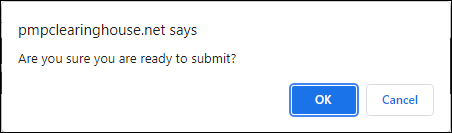 pmpclearinghouse.net says
Are you sure you are ready to submit?
OK
Cancel